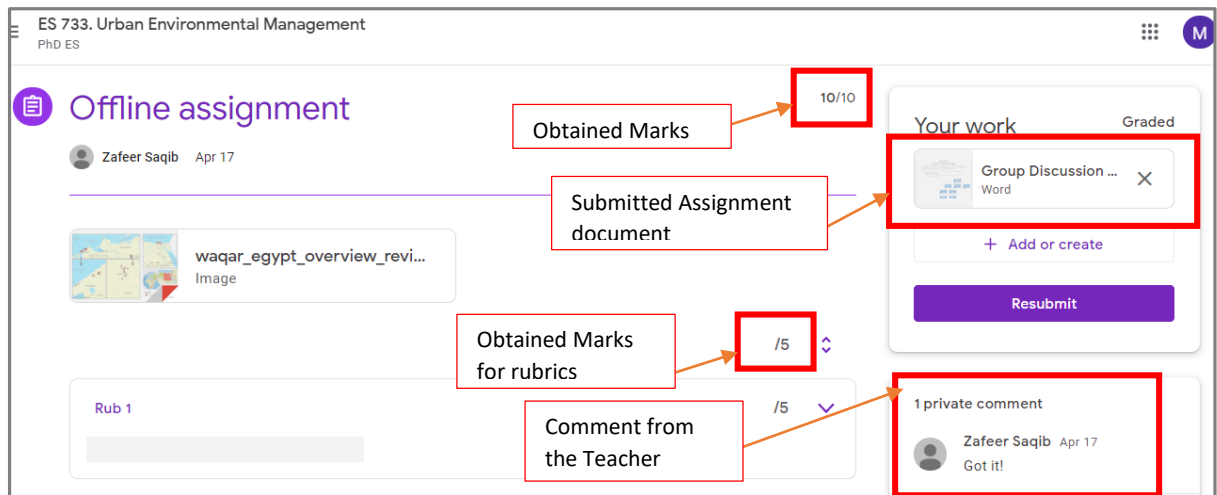 ES 733. Urban Environmental Management
PhD ES
M
Offline assignment
10/10
Zafeer Saqib Apr 17
Obtained Marks
Your work
Graded
Group Discussion ...
Word
Submitted Assignment
document
+ Add or create
waqar_egypt_overview_revi...
Image
Resubmit
Obtained Marks
for rubrics
/5
Rub 1
/5
Comment from
the Teacher
1 private comment
Zafeer Saqib Apr 17
Got it!